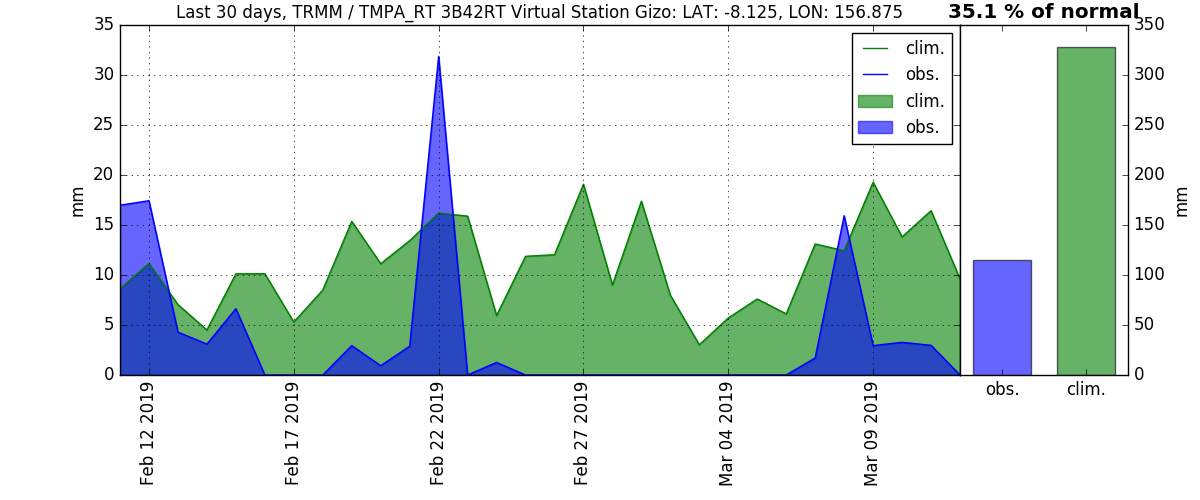 Last 30 days, TRMM / TMPA_RT 3B42RT Virtual Station Gizo: LAT: -8.125, LON: 156.875
35.1 % of normal
35
30
25
20
15
10
5
0
mm
clim.
obs.
clim.
obs.
Feb 12 2019
Feb 17 2019
Feb 22 2019
Feb 27 2019
Mar 04 2019
Mar 09 2019
350
300
250
200
150
100
50
0
mm
obs.
clim.